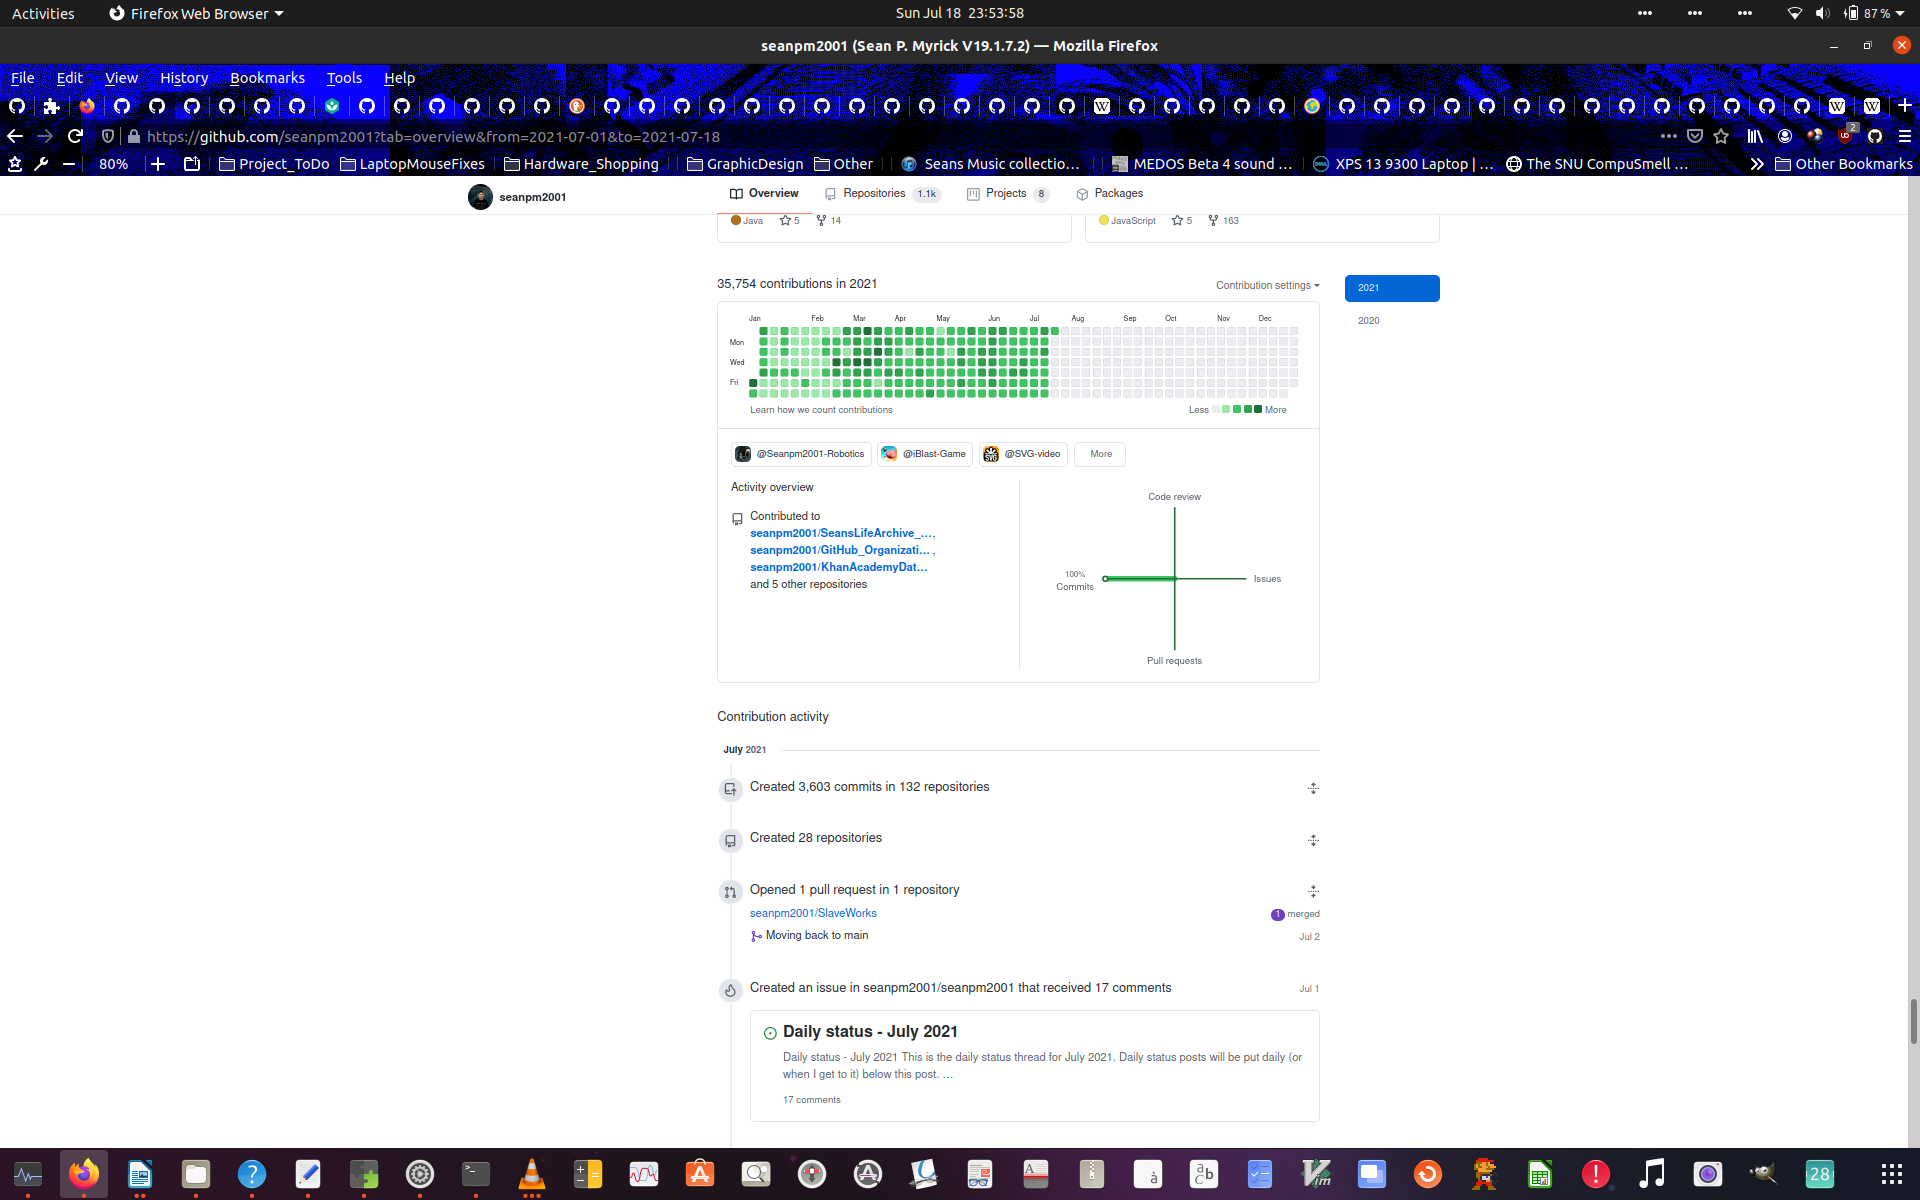 Activities Firefox Web Browser Sun Jul 18 23:53:58 87 %
seanpm2001 (Sean P. Myrick V19.1.7.2) — Mozilla Firefox
File Edit View History Bookmarks Tools Help
https://github.com/seanpm2001?tab=overview&from=2021-07-01&to=2021-07-18 2
80% Project_ToDo LaptopMouseFixes Hardware_Shopping GraphicDesign Other Seans Music collectio… MEDOS Beta 4 sound … XPS 13 9300 Laptop | … The SNU CompuSmell … Other Bookmarks
seanpm2001 Overview Repositories 1.1k Projects 8 Packages
Java 5 14 JavaScript 5 163
35,754 contributions in 2021 Contribution settings 2021
2020
Jan Feb Mar Apr May Jun Jul Aug Sep Oct Nov Dec
Mon
Wed
Fri
Learn how we count contributions Less More
@Seanpm2001-Robotics @iBlast-Game @SVG-video More
Activity overview
Contributed to
seanpm2001/SeansLifeArchive_…,
seanpm2001/GitHub_Organizati… ,
seanpm2001/KhanAcademyDat…
and 5 other repositories
Code review
100%
Commits
Issues
Pull requests
Contribution activity
July 2021
Created 3,603 commits in 132 repositories
Created 28 repositories
Opened 1 pull request in 1 repository
seanpm2001/SlaveWorks 1 merged
Moving back to main Jul 2
Created an issue in seanpm2001/seanpm2001 that received 17 comments Jul 1
Daily status - July 2021
Daily status - July 2021 This is the daily status thread for July 2021. Daily status posts will be put daily (or
when I get to it) below this post. …
17 comments
28